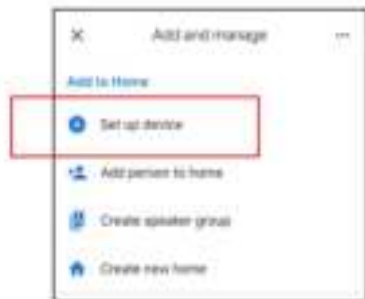 Add and manage
Add to Home
Set up device
Add person to home
Create speaker group
Create new home